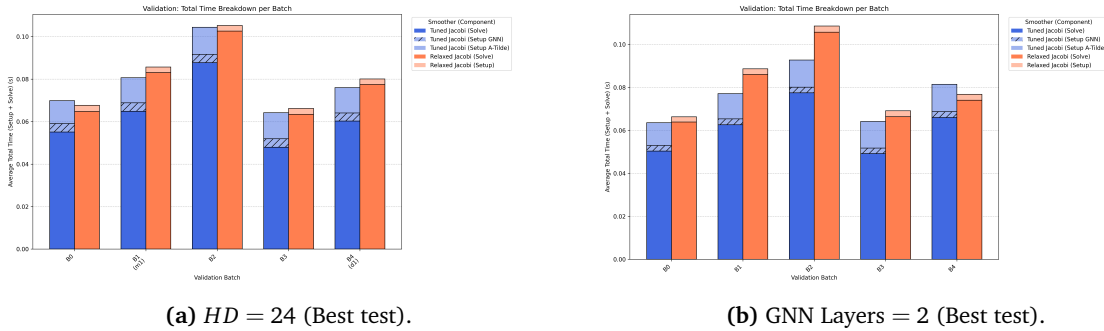 Validation: Total Time Breakdown per Batch
Average Total Time (Setup + Solve) (s)
0.10
0.08
0.06
0.04
0.02
0.00
B0
B1
(m1)
B2
B3
B4
(d1)
Validation Batch
Smoother (Component)
Tuned Jacobi (Solve)
Tuned Jacobi (Setup GNN)
Tuned Jacobi (Setup A-Tilde)
Relaxed Jacobi (Solve)
Relaxed Jacobi (Setup)
(a) HD = 24 (Best test).
Validation: Total Time Breakdown per Batch
Average Total Time (Setup + Solve) (s)
0.10
0.08
0.06
0.04
0.02
0.00
B0
B1
B2
B3
B4
Validation Batch
Smoother (Component)
Tuned Jacobi (Solve)
Tuned Jacobi (Setup GNN)
Tuned Jacobi (Setup A-Tilde)
Relaxed Jacobi (Solve)
Relaxed Jacobi (Setup)
(b) GNN Layers = 2 (Best test).